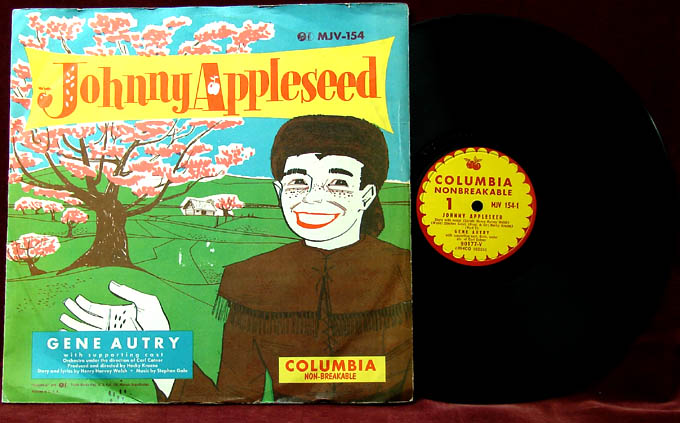 MJV-154
Johnny Appleseed
GENE AUTRY
with supporting cast
Orchestra under the direction of Carl Cotner
Produced and directed by Hecky Krasno
Story and lyrics by Henry Harvey Walsh • Music by Stephen Gale
COLUMBIA
NON-BREAKABLE
COLUMBIA
NONBREAKABLE
1
MJV 154-1
JOHNNY APPLESEED
GENE AUTRY
90177-V